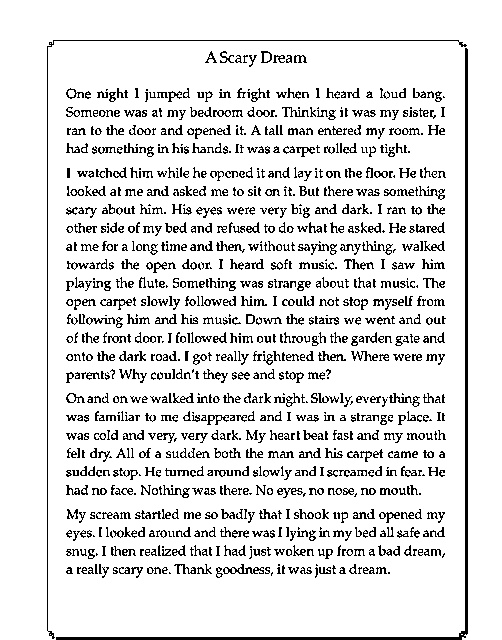 A Scary Dream
One night I jumped up in fright when I heard a loud bang.
Someone was at my bedroom door. Thinking it was my sister, I
ran to the door and opened it. A tall man entered my room. He
had something in his hands. It was a carpet rolled up tight.
I watched him while he opened it and lay it on the floor. He then
looked at me and asked me to sit on it. But there was something
scary about him. His eyes were very big and dark. I ran to the
other side of my bed and refused to do what he asked. He stared
at me for a long time and then, without saying anything, walked
towards the open door. I heard soft music. Then I saw him
playing the flute. Something was strange about that music. The
open carpet slowly followed him. I could not stop myself from
following him and his music. Down the stairs we went and out
of the front door. I followed him out through the garden gate and
onto the dark road. I got really frightened then. Where were my
parents? Why couldn't they see and stop me?
On and on we walked into the dark night. Slowly, everything that
was familiar to me disappeared and I was in a strange place. It
was cold and very, very dark. My heart beat fast and my mouth
felt dry. All of a sudden both the man and his carpet came to a
sudden stop. He turned around slowly and I screamed in fear. He
had no face. Nothing was there. No eyes, no nose, no mouth.
My scream startled me so badly that I shook up and opened my
eyes. I looked around and there was I lying in my bed all safe and
snug. I then realized that I had just woken up from a bad dream,
a really scary one. Thank goodness, it was just a dream.